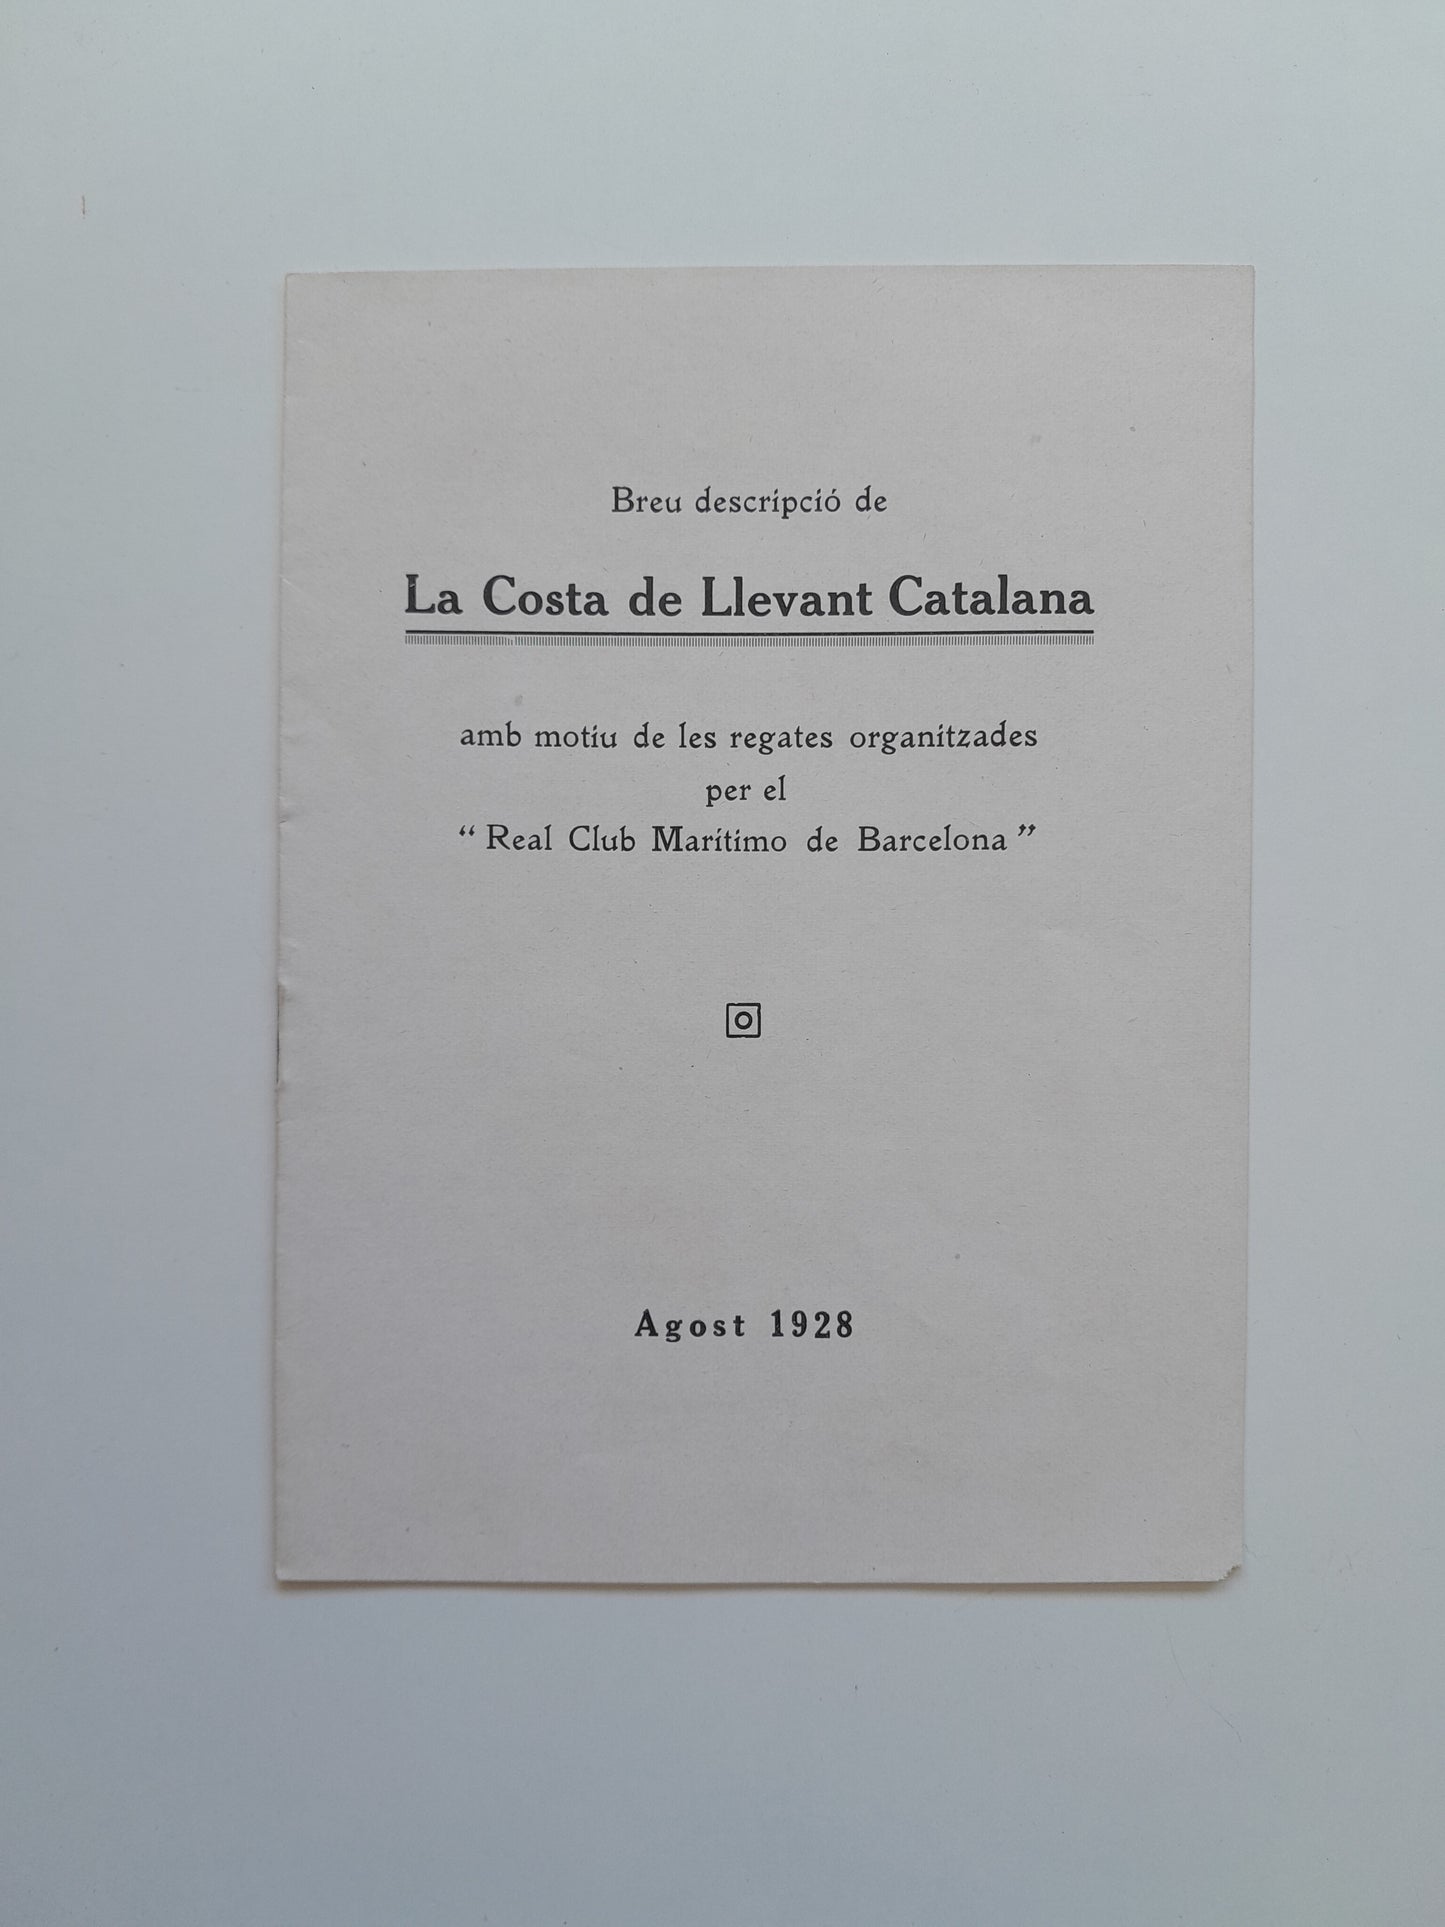 Breu descripció de
La Costa de Llevant Catalana
amb motiu de les regates organitzades
per el
“ Real Club Marítimo de Barcelona ”
Agost 1928